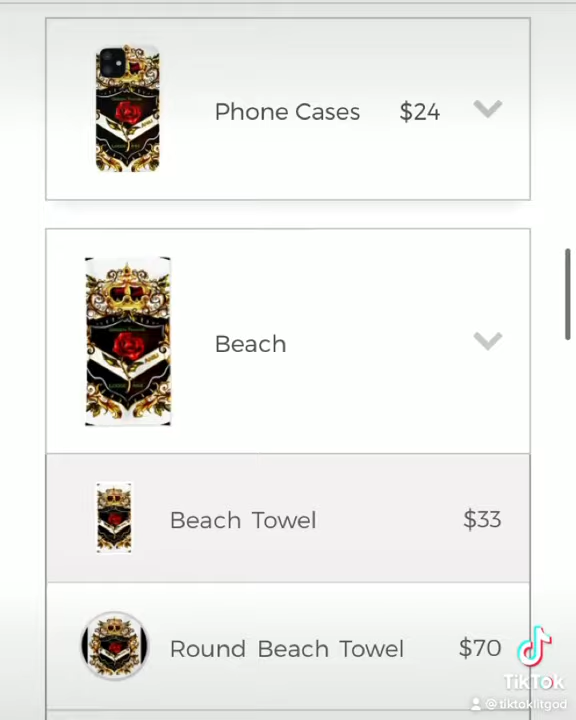 Phone Cases $24
Beach
Beach Towel $33
Round Beach Towel $70
TikTok
@tiktoklitgod